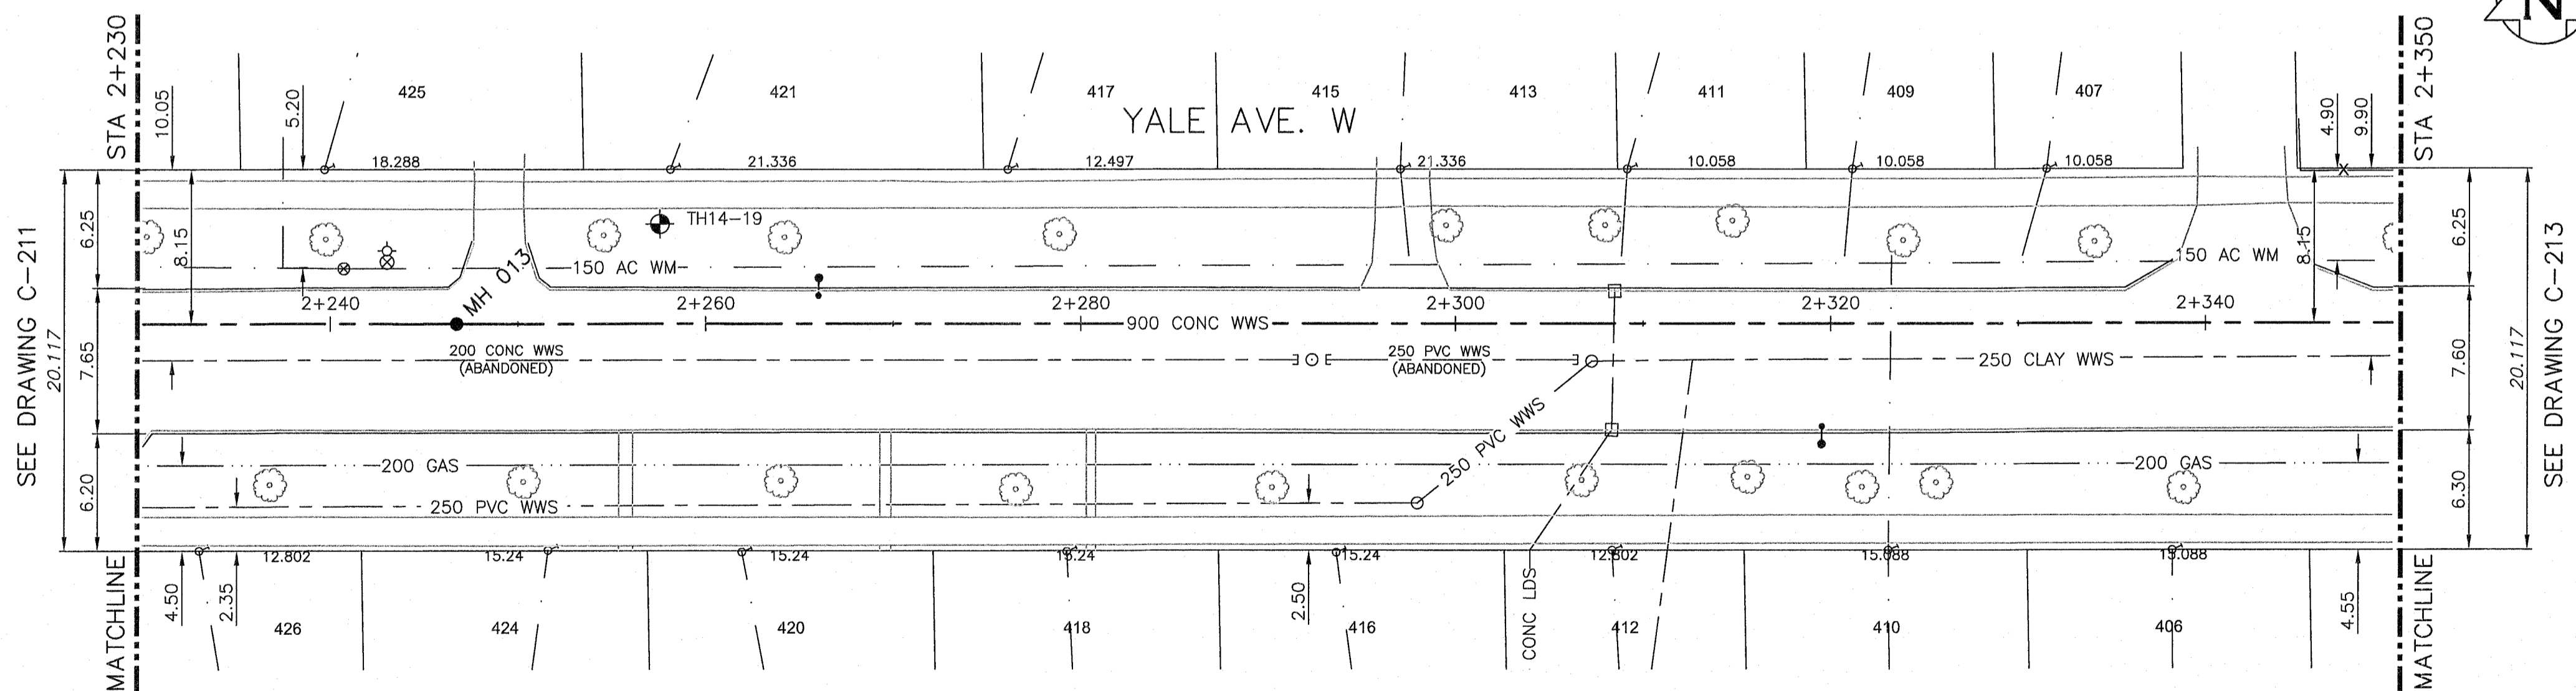 N
STA 2+230
STA 2+350
425
421
417
415
413
411
409
407
YALE AVE. W
10.05
5.20
4.90
9.90
18.288
21.336
12.497
21.336
10.058
10.058
10.058
TH14-19
6.25
8.15
8.15
6.25
MH 013
150 AC WM
150 AC WM
2+240
2+260
2+280
2+300
2+320
2+340
900 CONC WWS
SEE DRAWING C-211
SEE DRAWING C-213
20.117
7.65
7.60
20.117
200 CONC WWS
(ABANDONED)
250 PVC WWS
(ABANDONED)
250 CLAY WWS
250 PVC WWS
200 GAS
200 GAS
250 PVC WWS
6.20
6.30
12.802
15.24
15.24
15.24
15.24
12.802
15.088
15.088
MATCHLINE
MATCHLINE
4.50
2.35
2.50
4.55
CONC LDS
426
424
420
418
416
412
410
406